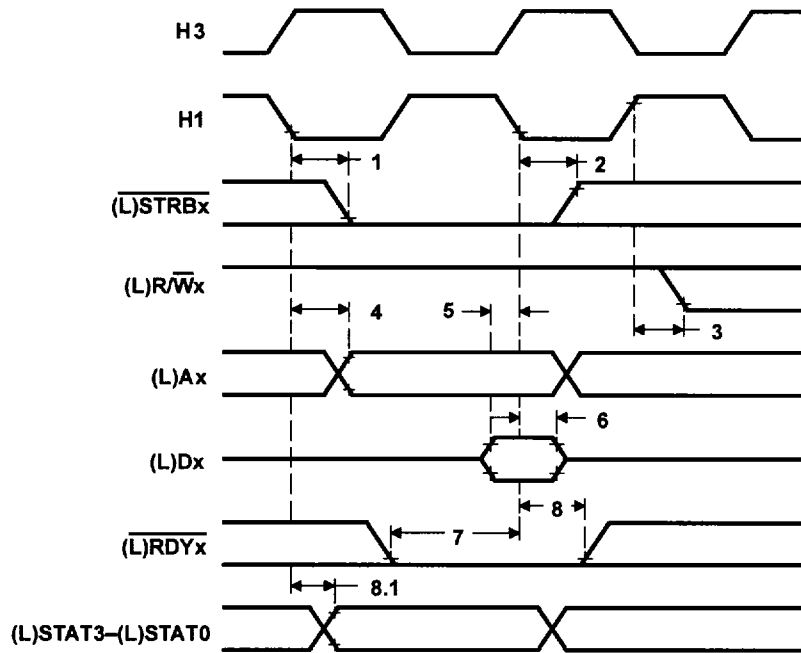 H3
H1
1
2
(L)STRBx
(L)R/Wx
4
5
3
(L)Ax
6
(L)Dx
8
7
(L)RDYx
8.1
(L)STAT3–(L)STAT0